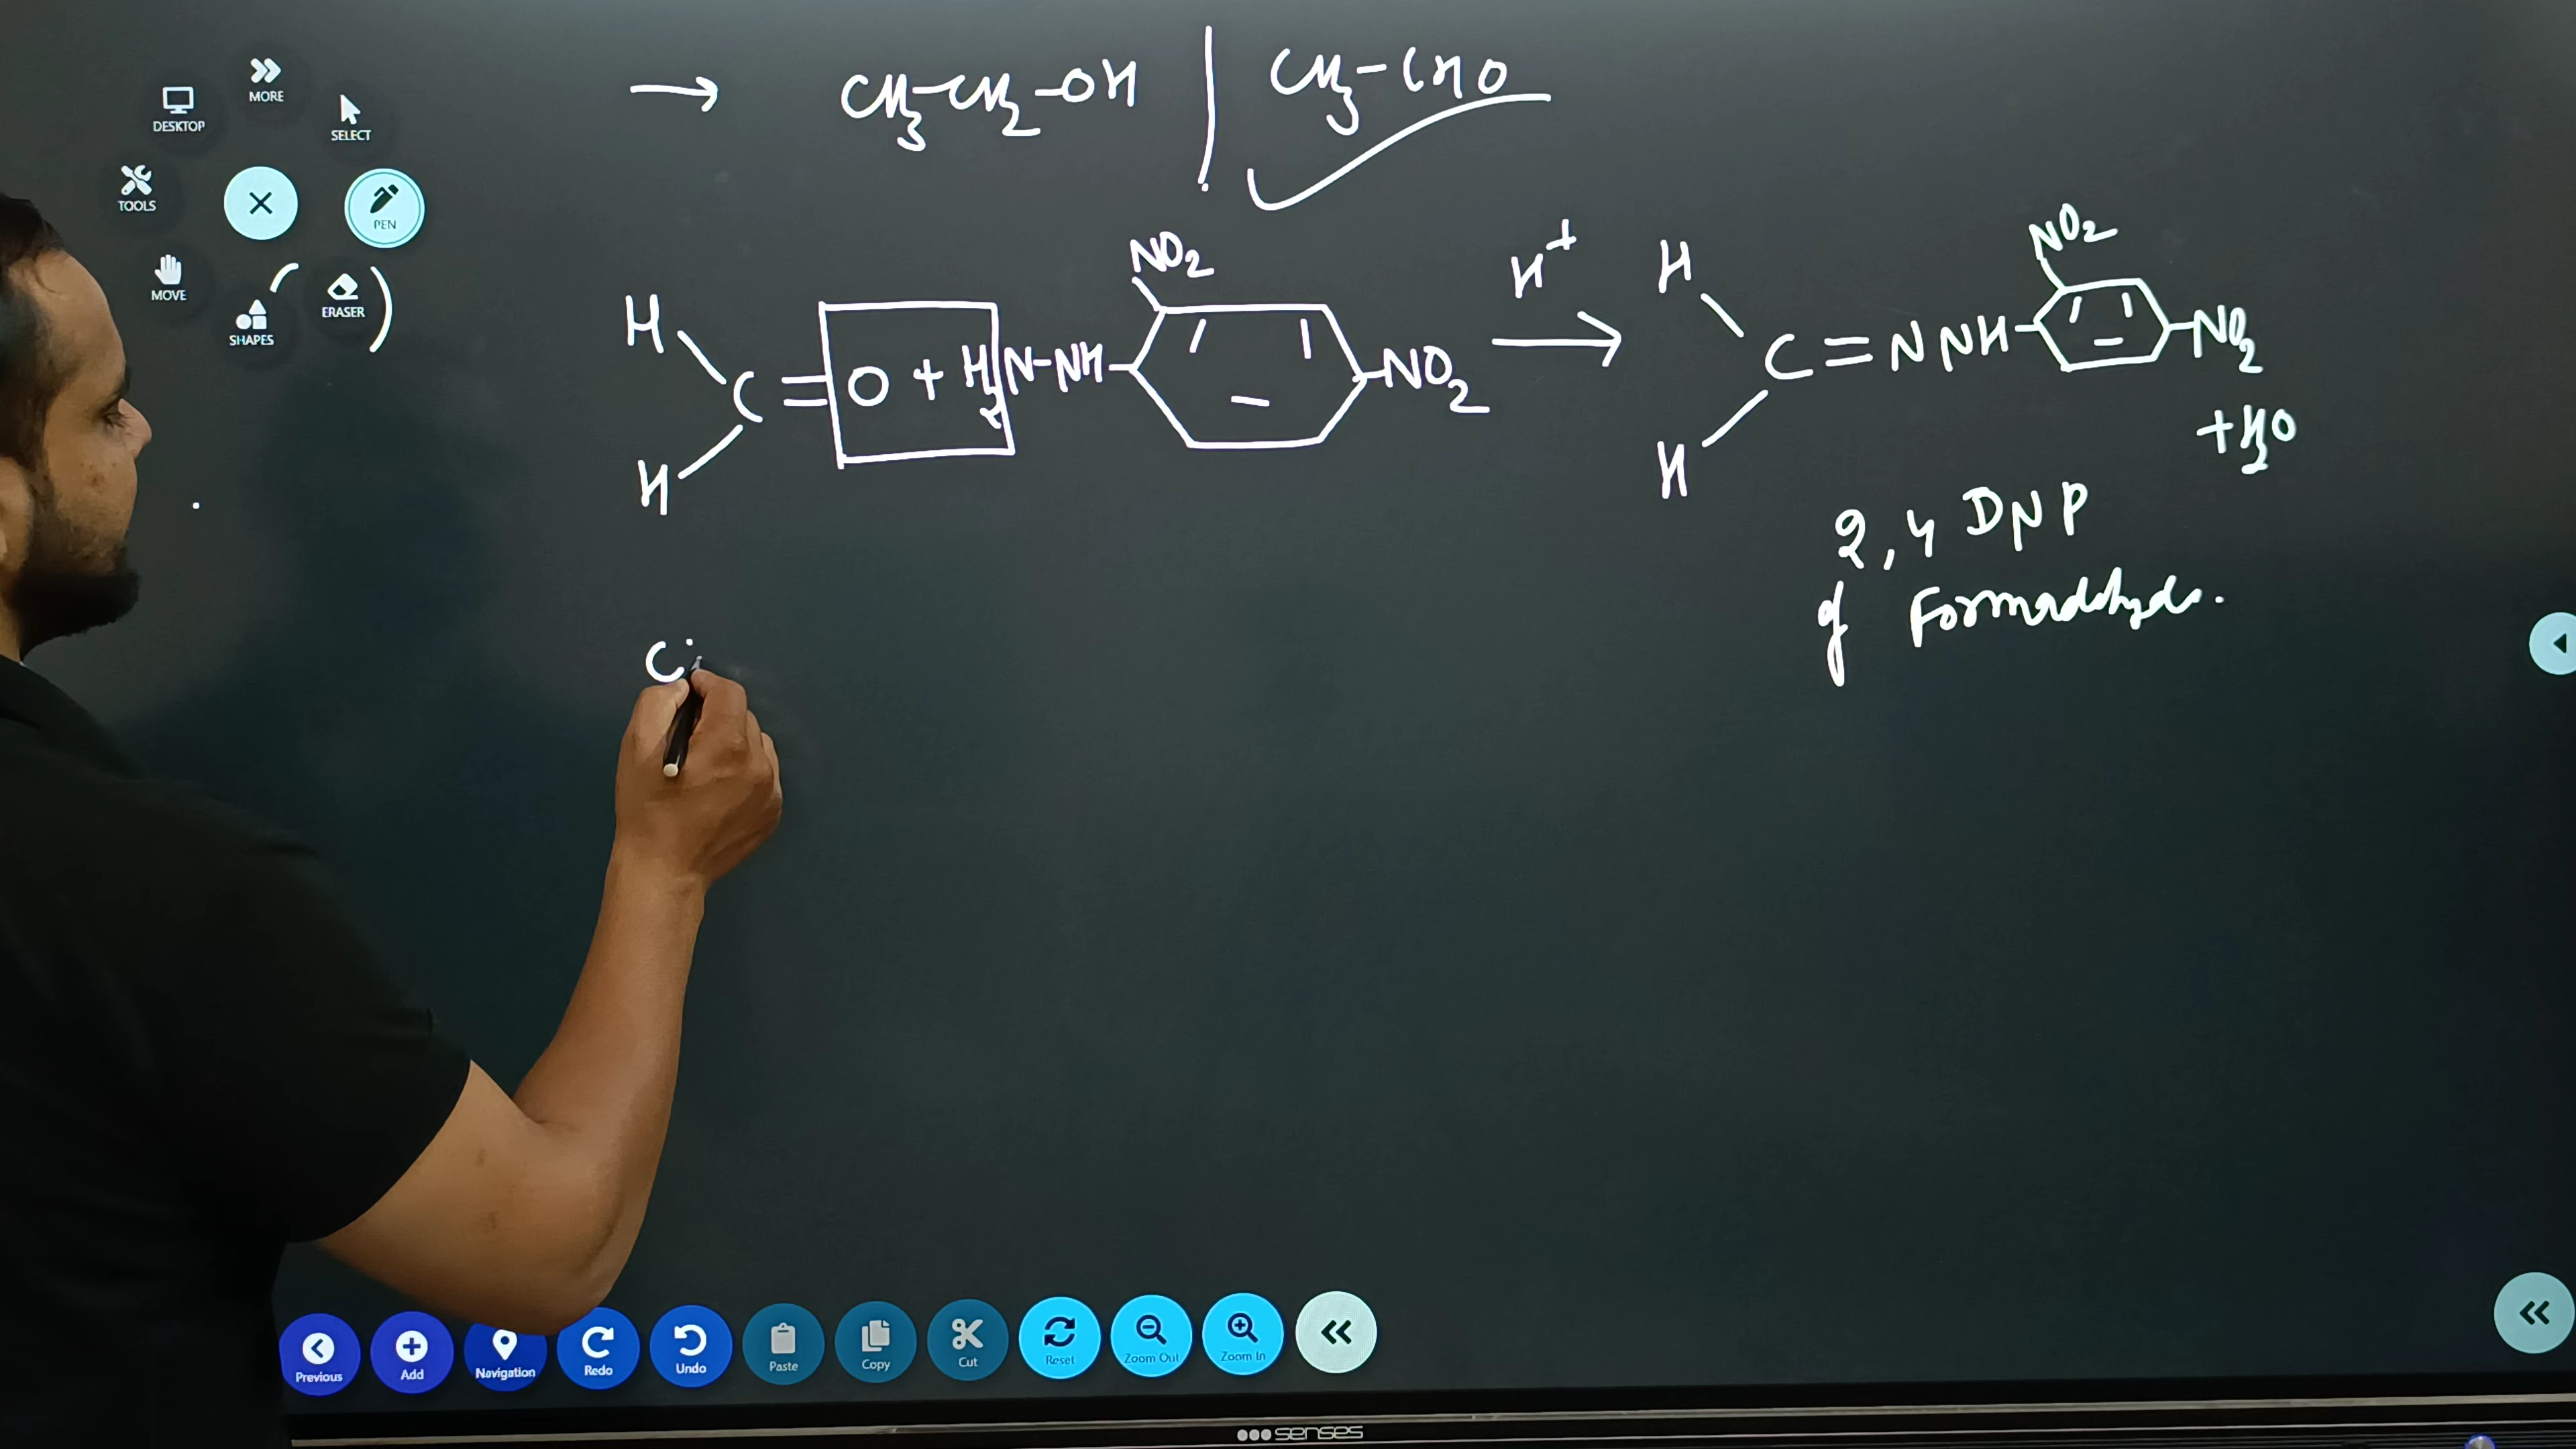 → CH3-CH2-OH | CH3-CHO
MORE
DESKTOP
SELECT
TOOLS
PEN
MOVE
SHAPES
ERASER
H
H
C=O + H2N-NH-
NO2
-NO2
H+
→
H
H
C=NNH-
NO2
-NO2
+H2O
2,4 DNP
of Formaldehyde.
C
Previous
Add
Navigation
Redo
Undo
Paste
Copy
Cut
Reset
Zoom Out
Zoom In
senses